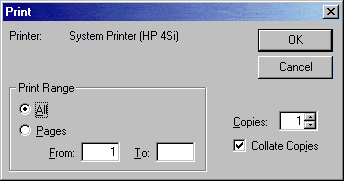 Print
Printer: System Printer (HP 4Si)
OK
Cancel
Print Range
All
Pages
From: 1 To:
Copies: 1
Collate Copies